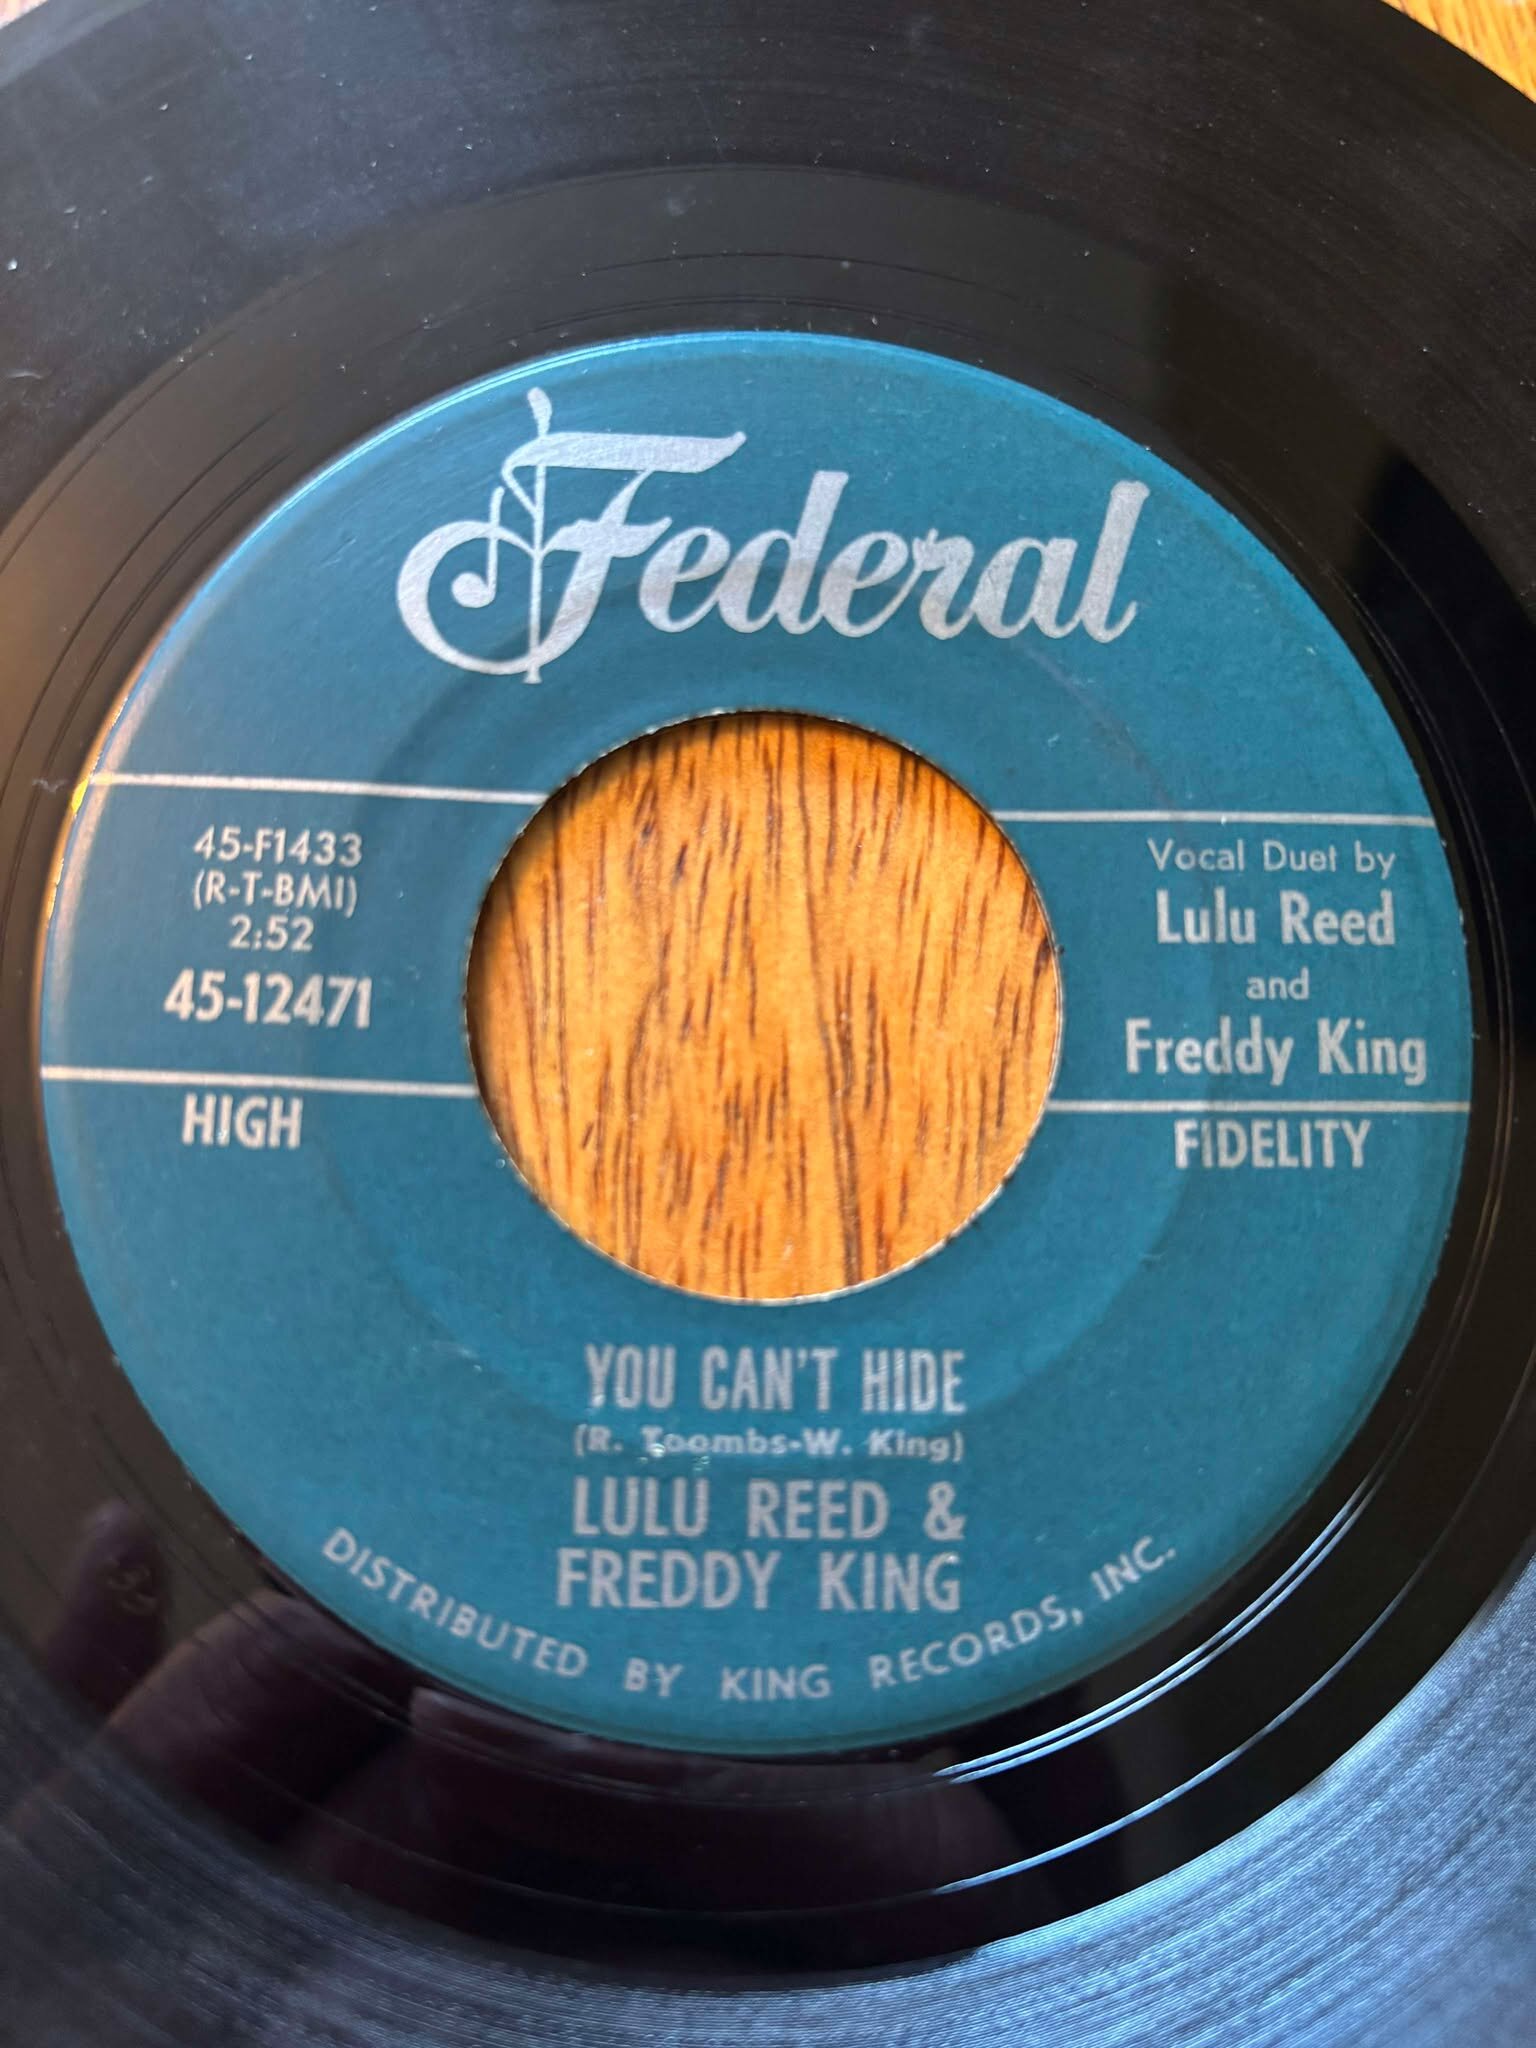 Federal
45-F1433
(R-T-BMI)
2:52
45-12471
Vocal Duet by
Lulu Reed
and
Freddy King
HIGH
FIDELITY
YOU CAN'T HIDE
(R. Toombs-W. King)
LULU REED &
FREDDY KING
DISTRIBUTED BY KING RECORDS, INC.